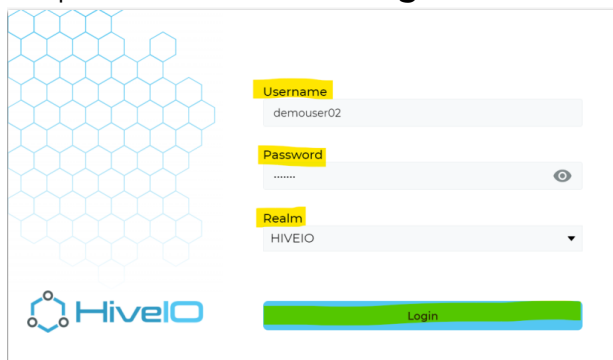 Username
demouser02
Password
.......
Realm
HIVEIO
HiveIO
Login